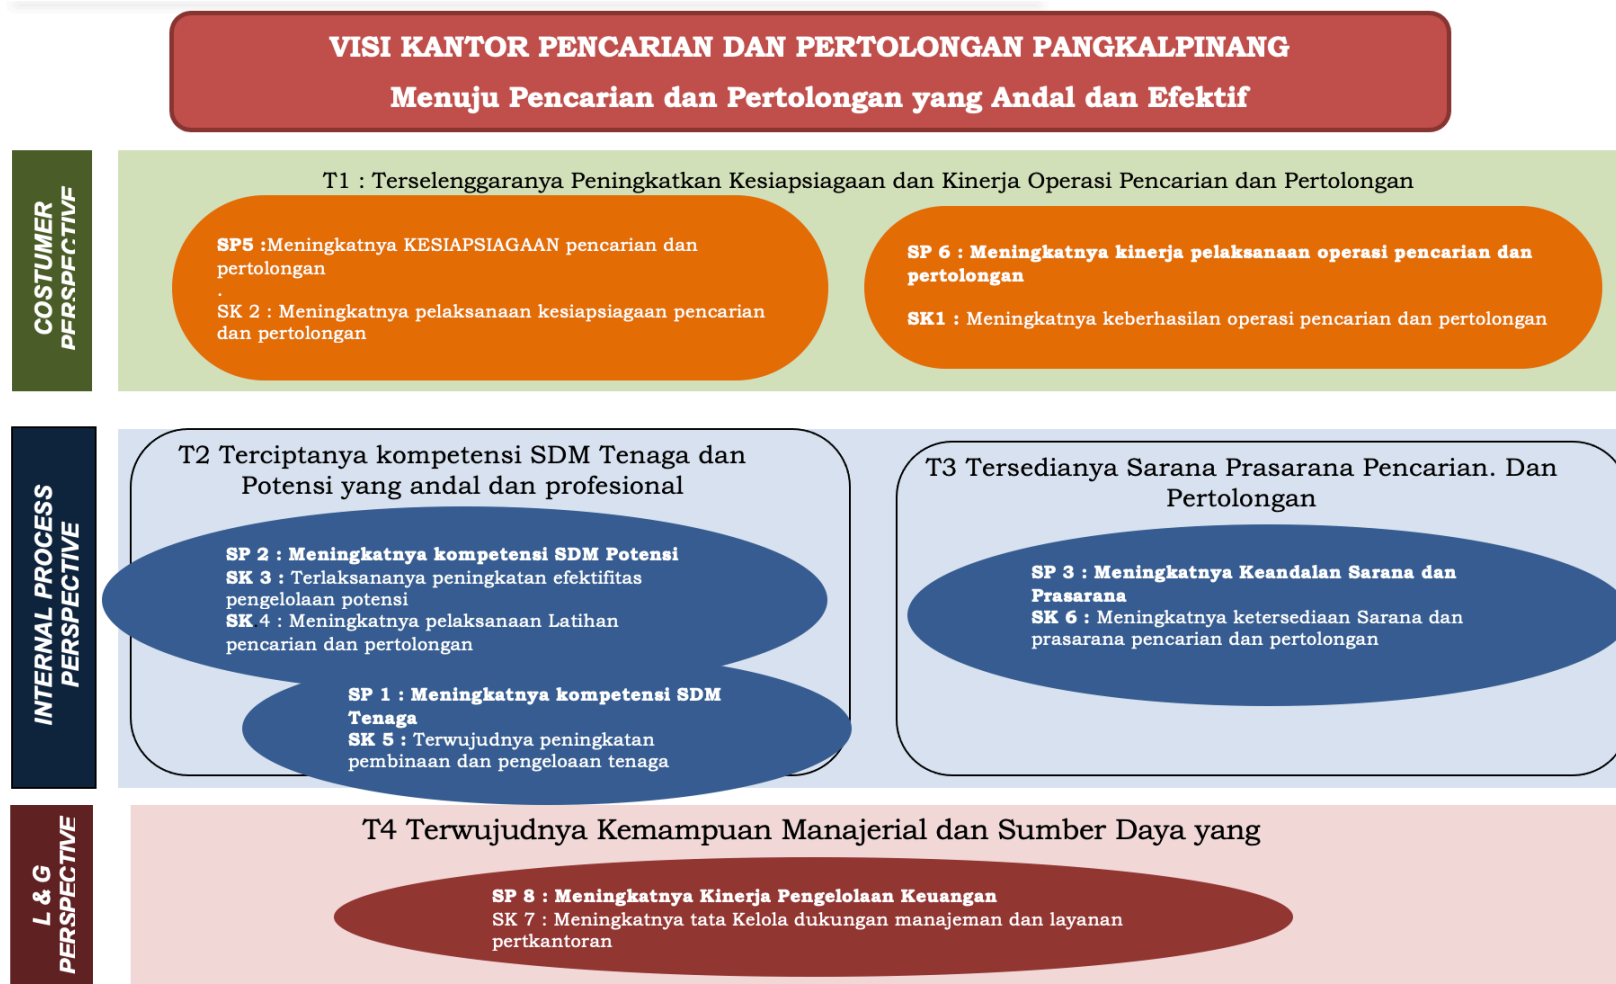 VISI KANTOR PENCARIAN DAN PERTOLONGAN PANGKALPINANG
Menuju Pencarian dan Pertolongan yang Andal dan Efektif
COSTUMER
PERSPECTIVE
T1 : Terselenggaranya Peningkatkan Kesiapsiagaan dan Kinerja Operasi Pencarian dan Pertolongan
SP5 :Meningkatnya KESIAPSIAGAAN pencarian dan
pertolongan
.
SK 2 : Meningkatnya pelaksanaan kesiapsiagaan pencarian
dan pertolongan
SP 6 : Meningkatnya kinerja pelaksanaan operasi pencarian dan
pertolongan
SK1 : Meningkatnya keberhasilan operasi pencarian dan pertolongan
INTERNAL PROCESS
PERSPECTIVE
T2 Terciptanya kompetensi SDM Tenaga dan
Potensi yang andal dan profesional
SP 2 : Meningkatnya kompetensi SDM Potensi
SK 3 : Terlaksananya peningkatan efektifitas
pengelolaan potensi
SK.4 : Meningkatnya pelaksanaan Latihan
pencarian dan pertolongan
SP 1 : Meningkatnya kompetensi SDM
Tenaga
SK 5 : Terwujudnya peningkatan
pembinaan dan pengeloaan tenaga
T3 Tersedianya Sarana Prasarana Pencarian. Dan
Pertolongan
SP 3 : Meningkatnya Keandalan Sarana dan
Prasarana
SK 6 : Meningkatnya ketersediaan Sarana dan
prasarana pencarian dan pertolongan
L & G
PERSPECTIVE
T4 Terwujudnya Kemampuan Manajerial dan Sumber Daya yang
SP 8 : Meningkatnya Kinerja Pengelolaan Keuangan
SK 7 : Meningkatnya tata Kelola dukungan manajeman dan layanan
pertkantoran